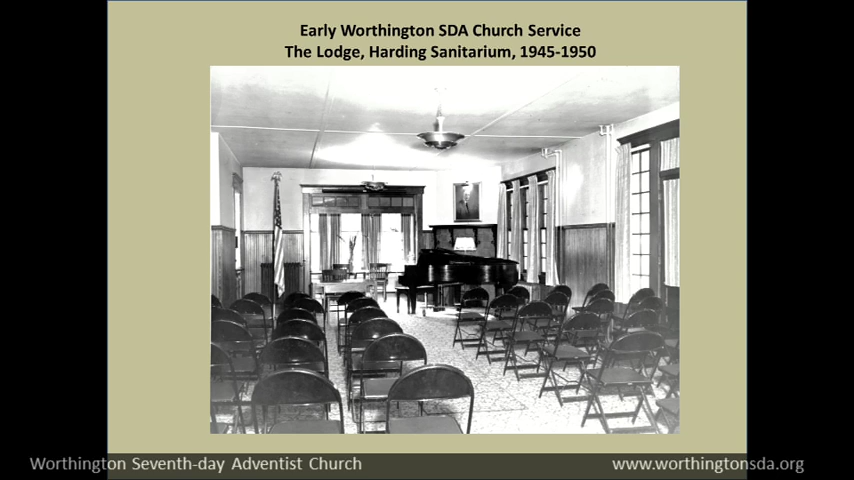 Early Worthington SDA Church Service
The Lodge, Harding Sanitarium, 1945-1950
Worthington Seventh-day Adventist Church
www.worthingtonsda.org